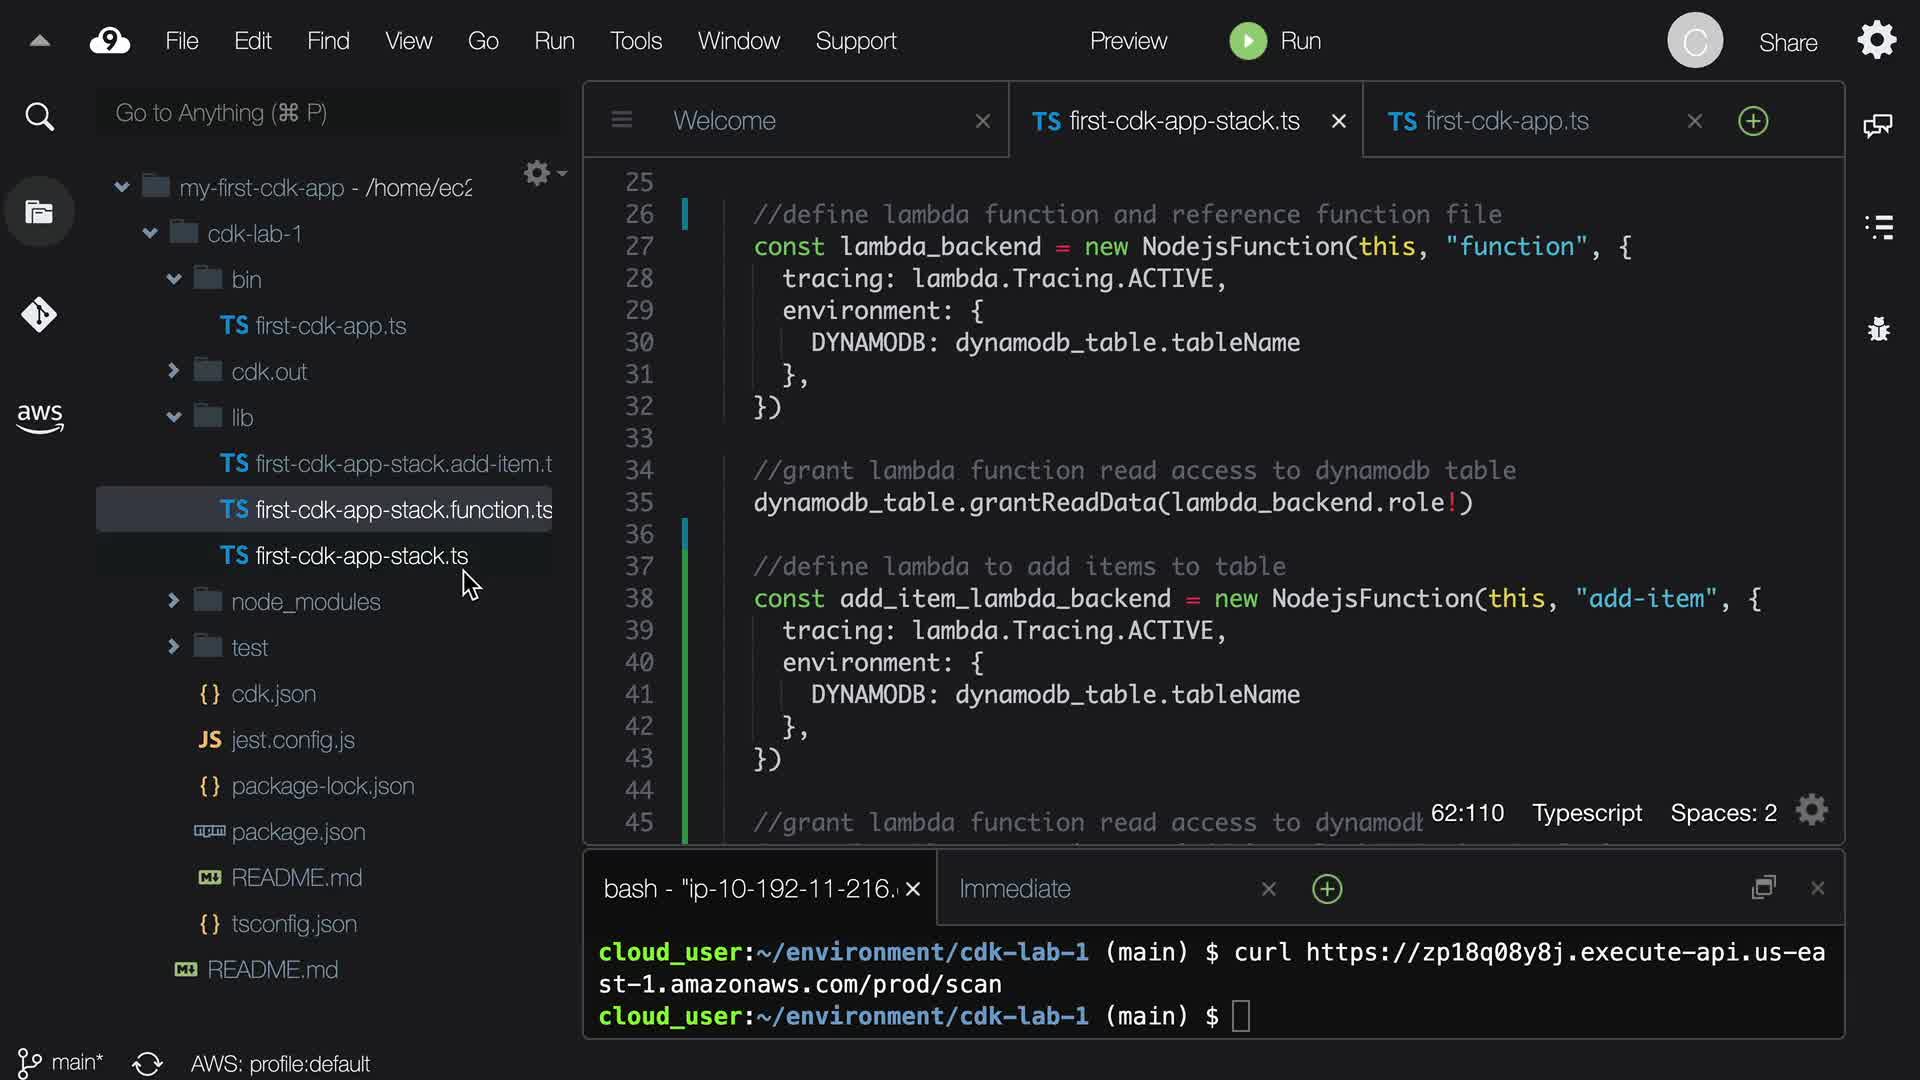 9 File Edit Find View Go Run Tools Window Support Preview Run C Share
Go to Anything (⌘ P)
my-first-cdk-app - /home/ec2
cdk-lab-1
bin
TS first-cdk-app.ts
cdk.out
aws
lib
TS first-cdk-app-stack.add-item.t
TS first-cdk-app-stack.function.ts
TS first-cdk-app-stack.ts
node_modules
test
{} cdk.json
JS jest.config.js
{} package-lock.json
npm package.json
M↓ README.md
{} tsconfig.json
M↓ README.md
Welcome
TS first-cdk-app-stack.ts
TS first-cdk-app.ts
25
26 //define lambda function and reference function file
27 const lambda_backend = new NodejsFunction(this, "function", {
28 tracing: lambda.Tracing.ACTIVE,
29 environment: {
30 DYNAMODB: dynamodb_table.tableName
31 },
32 })
33
34 //grant lambda function read access to dynamodb table
35 dynamodb_table.grantReadData(lambda_backend.role!)
36
37 //define lambda to add items to table
38 const add_item_lambda_backend = new NodejsFunction(this, "add-item", {
39 tracing: lambda.Tracing.ACTIVE,
40 environment: {
41 DYNAMODB: dynamodb_table.tableName
42 },
43 })
44
45 //grant lambda function read access to dynamodb
62:110 Typescript Spaces: 2
bash - "ip-10-192-11-216.
Immediate
cloud_user:~/environment/cdk-lab-1 (main) $ curl https://zp18q08y8j.execute-api.us-ea
st-1.amazonaws.com/prod/scan
cloud_user:~/environment/cdk-lab-1 (main) $
main* AWS: profile:default